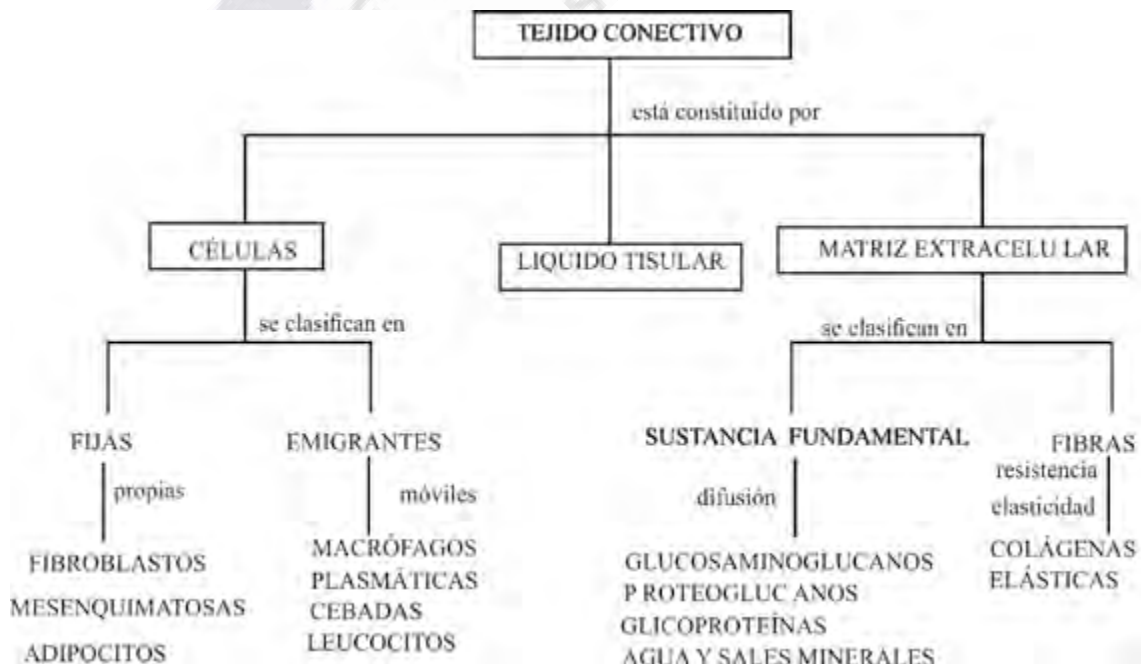 TEJIDO CONECTIVO
está constituido por
CÉLULAS
LIQUIDO TISULAR
MATRIZ EXTRACELU LAR
se clasifican en
se clasifican en
FIJAS
EMIGRANTES
SUSTANCIA FUNDAMENTAL
FIBRAS
propias
móviles
difusión
resistencia
elasticidad
FIBROBLASTOS
MESENQUIMATOSAS
ADIPOCITOS
MACRÓFAGOS
PLASMÁTICAS
CEBADAS
LEUCOCITOS
GLUCOSAMINOGLUCANOS
P ROTEOGLUC ANOS
GLICOPROTEÍNAS
AGUA Y SALES MINERALES
COLÁGENAS
ELÁSTICAS